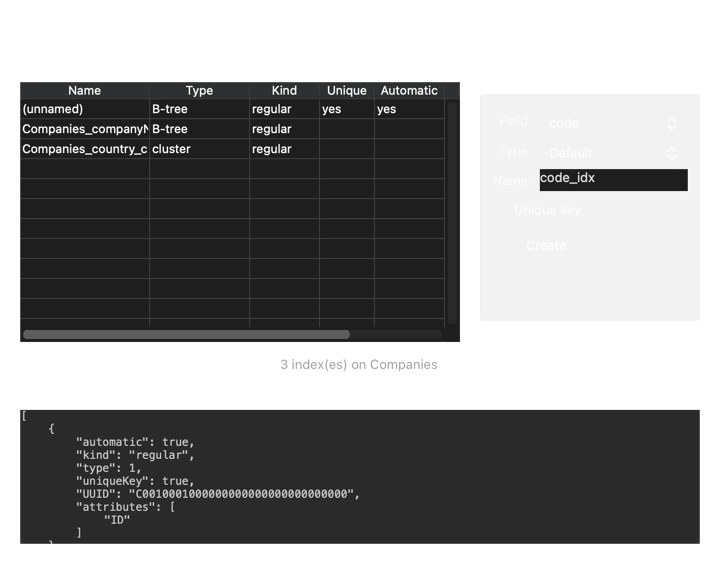 Name Type Kind Unique Automatic
(unnamed) B-tree regular yes yes
Companies_companyN B-tree regular
Companies_country_c cluster regular
Field code
Type Default
Name code_idx
Unique key
Create
3 index(es) on Companies
[
{
"automatic": true,
"kind": "regular",
"type": 1,
"uniqueKey": true,
"UUID": "C0010001000000000000000000000000",
"attributes": [
"ID"
]